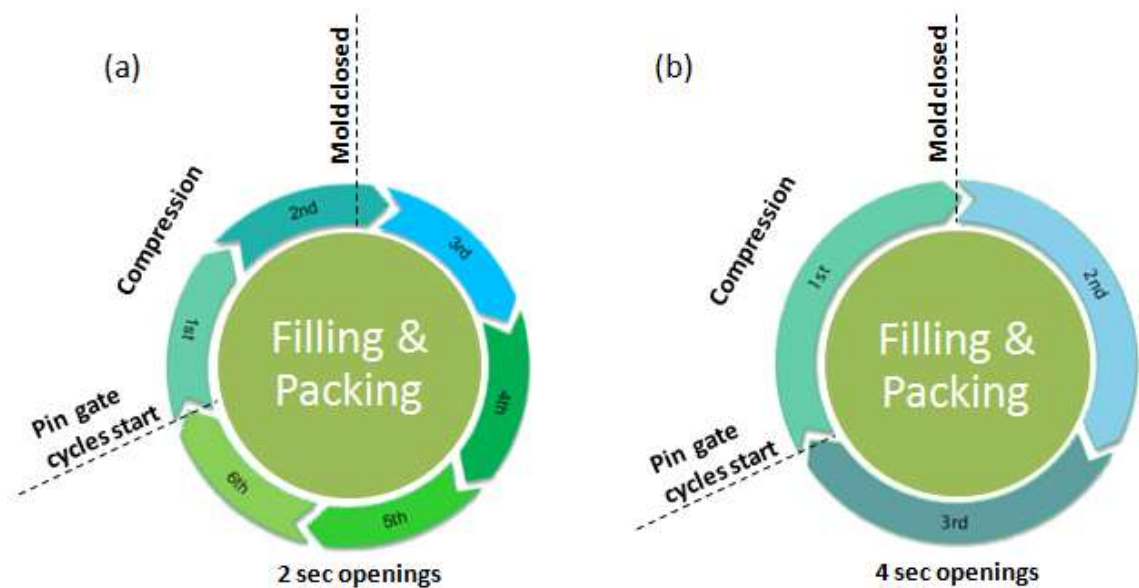 (a)
Mold closed
Compression
Pin gate
cycles start
1st
2nd
3rd
4th
5th
6th
Filling &
Packing
2 sec openings
(b)
Mold closed
Compression
Pin gate
cycles start
1st
2nd
3rd
Filling &
Packing
4 sec openings